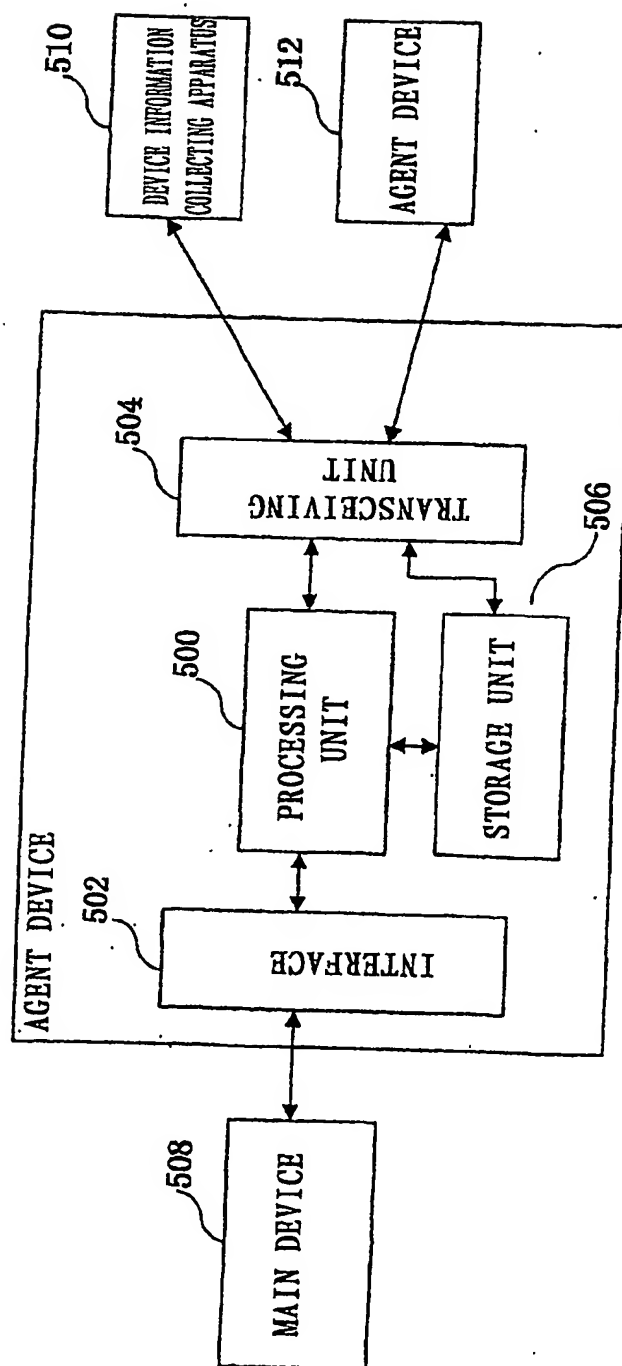 AGENT DEVICE
508
MAIN DEVICE
502
INTERFACE
500
PROCESSING
UNIT
504
TRANSCEIVING
UNIT
506
STORAGE UNIT
510
DEVICE INFORMATION
COLLECTING APPARATUS
512
AGENT DEVICE